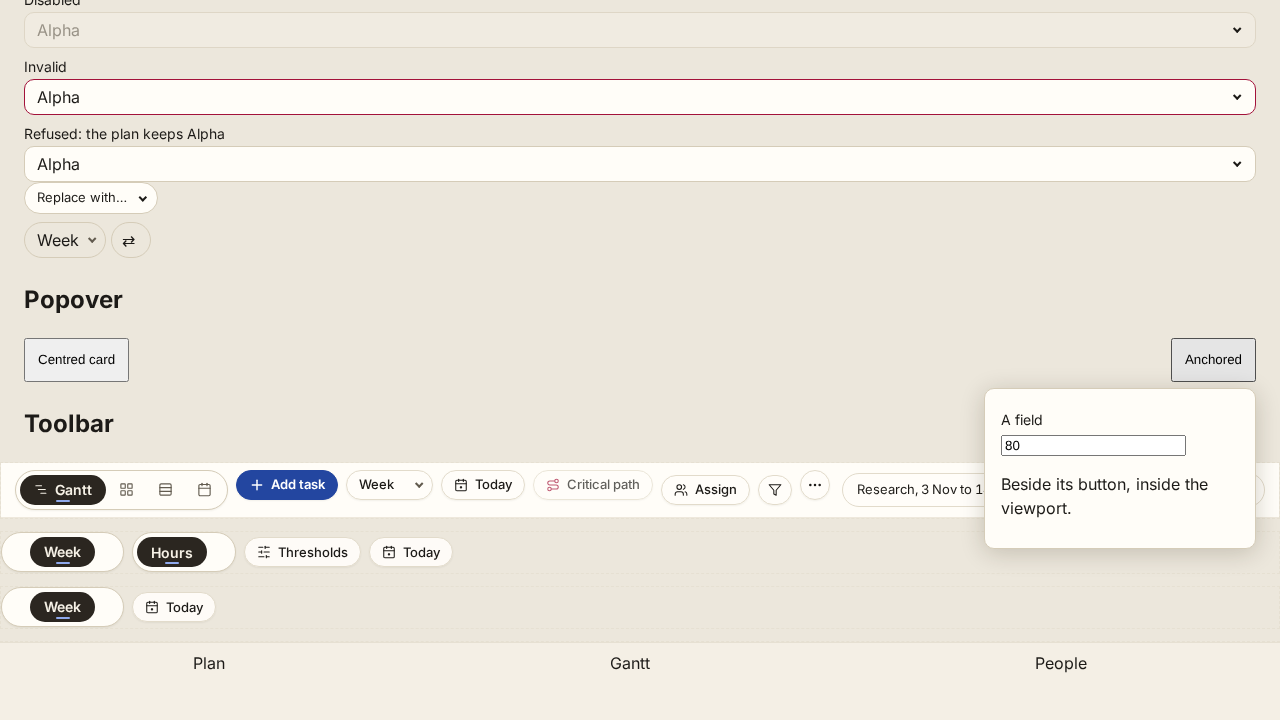 Disabled
Alpha
Invalid
Alpha
Refused: the plan keeps Alpha
Alpha
Replace with...
Week
Popover
Centred card
Anchored
Toolbar
A field
80
Beside its button, inside the
viewport.
Gantt
Add task
Week
Today
Critical path
Assign
Research, 3 Nov to 1
Week
Hours
Thresholds
Today
Week
Today
Plan
Gantt
People